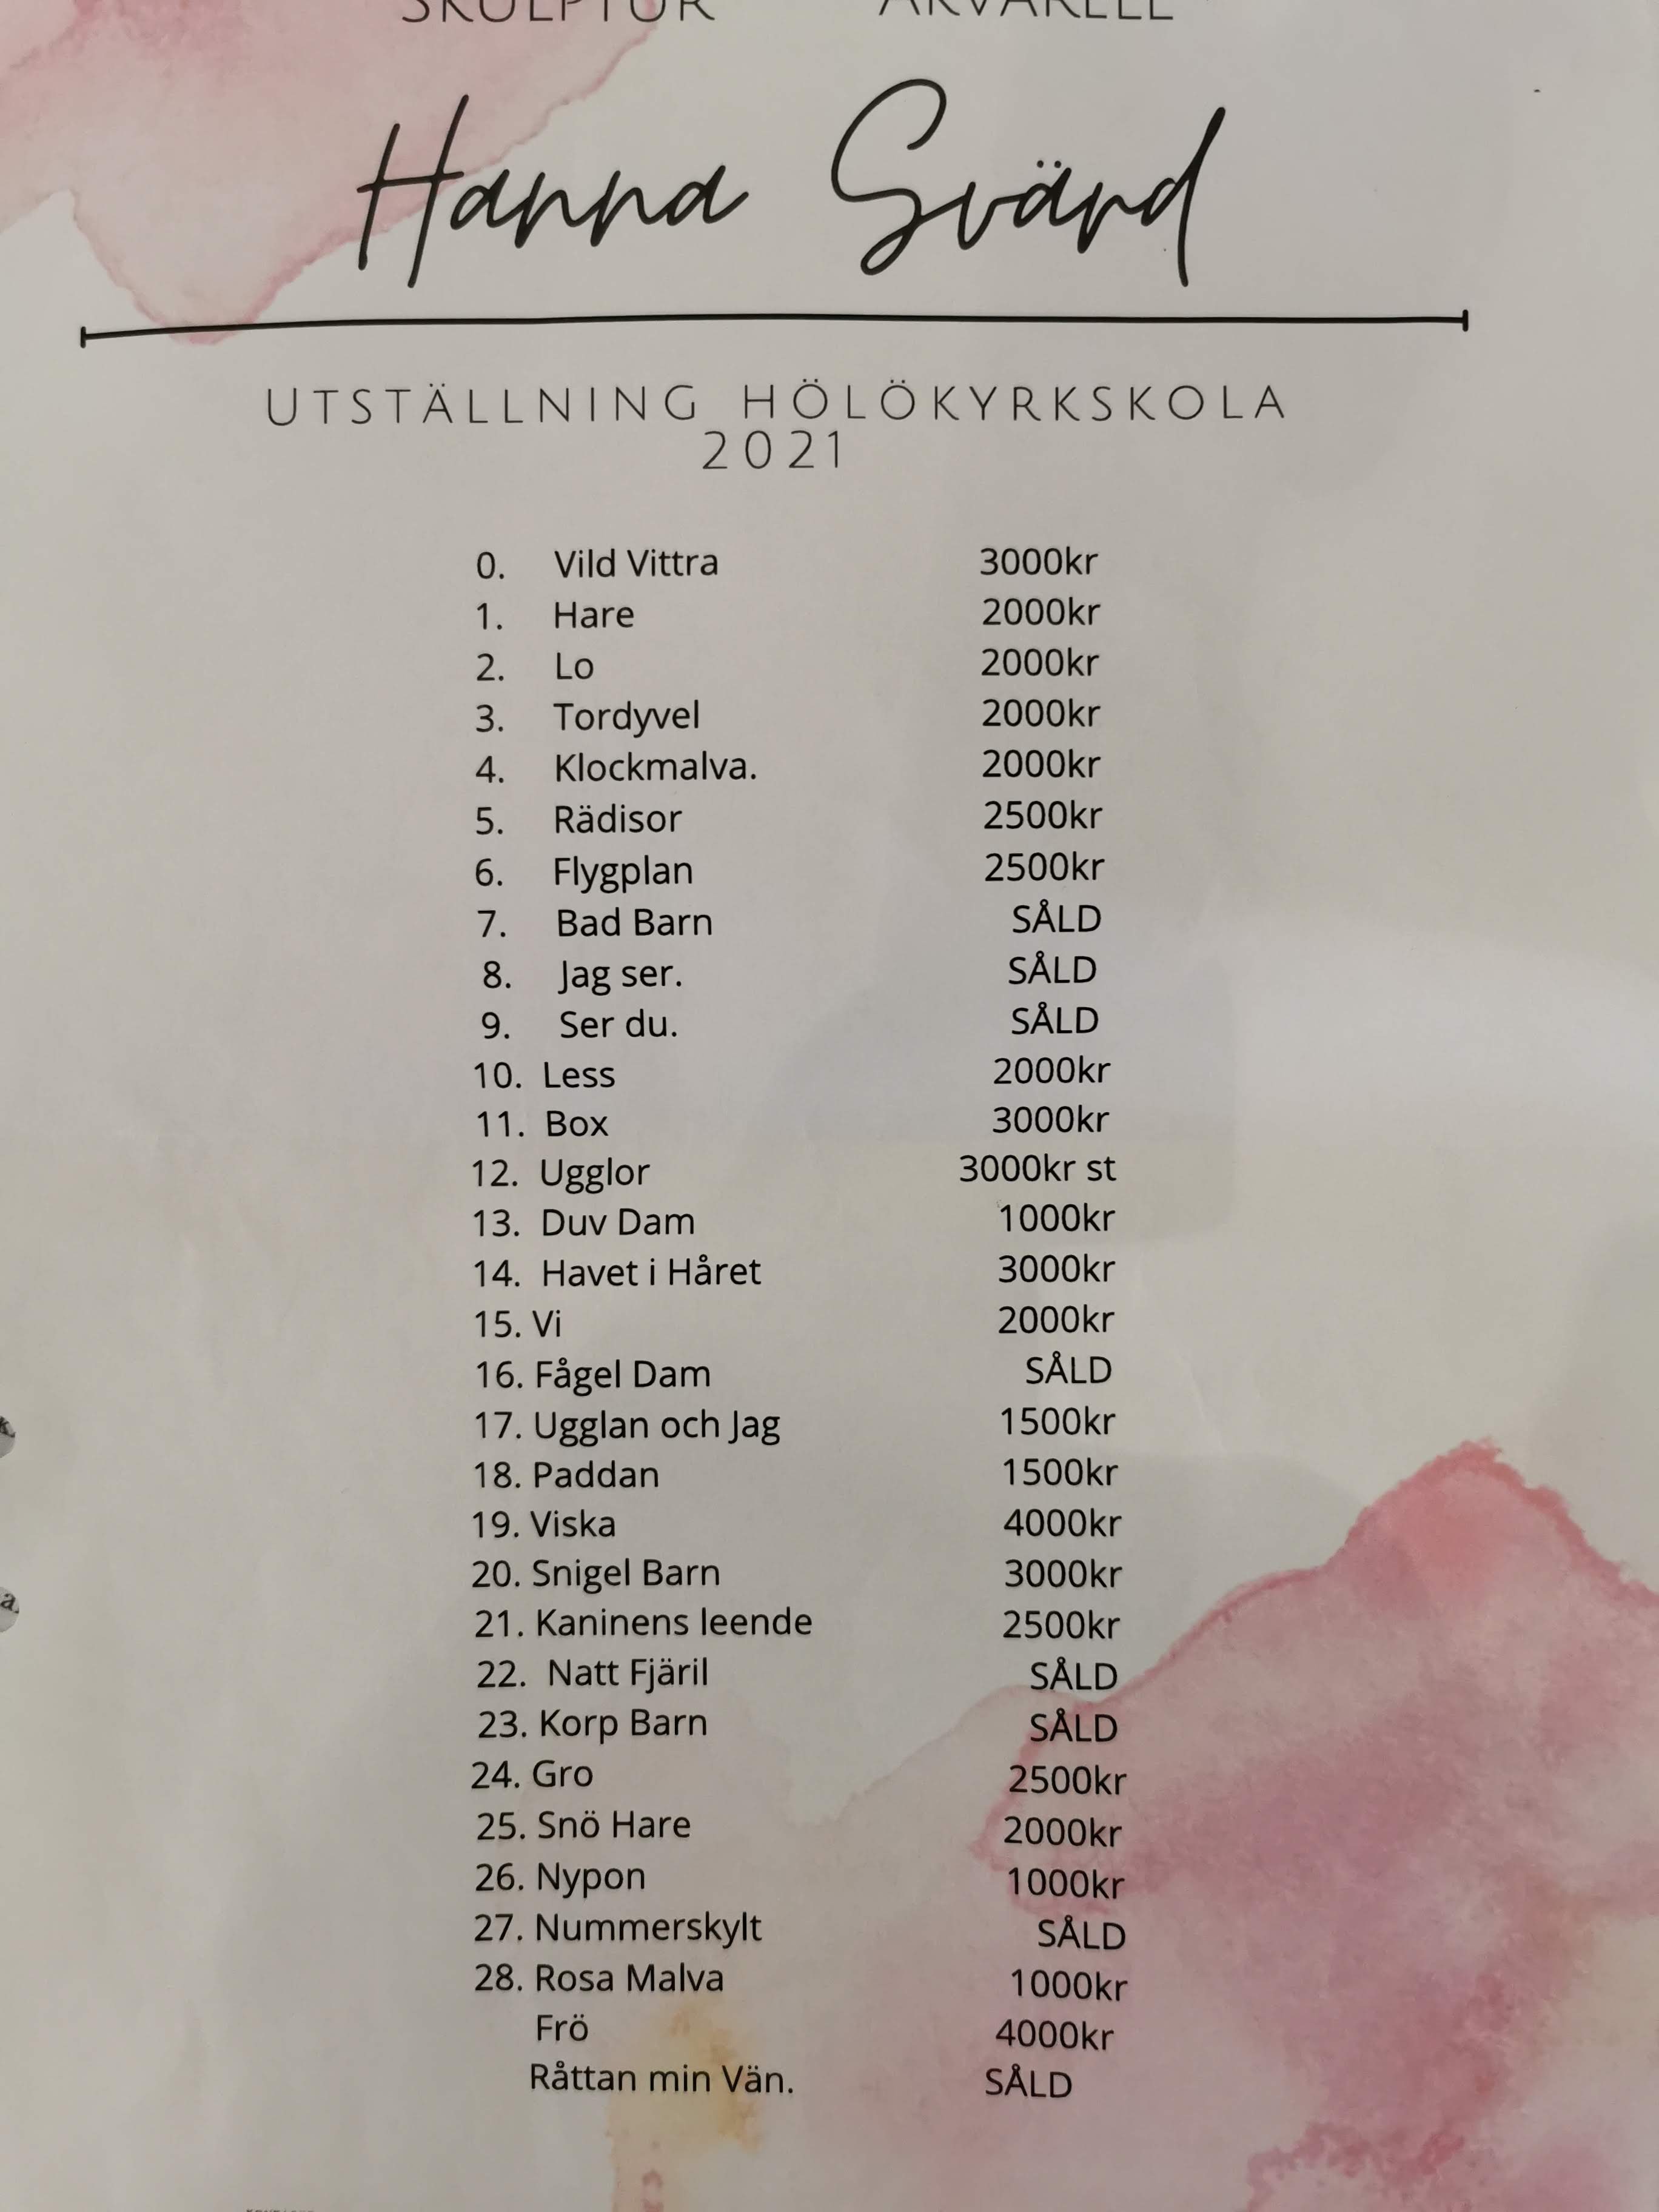 SKULPTUR AKVARELL
Hanna Svärd
UTSTÄLLNING HÖLÖKYRKSKOLA
2021
0. Vild Vittra 3000kr
1. Hare 2000kr
2. Lo 2000kr
3. Tordyvel 2000kr
4. Klockmalva. 2000kr
5. Rädisor 2500kr
6. Flygplan 2500kr
7. Bad Barn SÅLD
8. Jag ser. SÅLD
9. Ser du. SÅLD
10. Less 2000kr
11. Box 3000kr
12. Ugglor 3000kr st
13. Duv Dam 1000kr
14. Havet i Håret 3000kr
15. Vi 2000kr
16. Fågel Dam SÅLD
17. Ugglan och Jag 1500kr
18. Paddan 1500kr
19. Viska 4000kr
20. Snigel Barn 3000kr
21. Kaninens leende 2500kr
22. Natt Fjäril SÅLD
23. Korp Barn SÅLD
24. Gro 2500kr
25. Snö Hare 2000kr
26. Nypon 1000kr
27. Nummerskylt SÅLD
28. Rosa Malva 1000kr
Frö 4000kr
Råttan min Vän. SÅLD